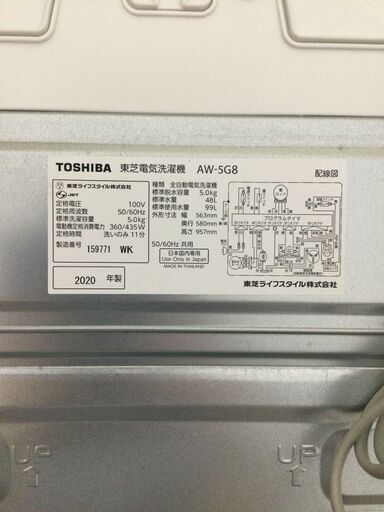 TOSHIBA 東芝電気洗濯機 AW-5G8
配線図
PS E
JET
東芝ライフスタイル株式会社
定格電圧 100V
定格周波数 50/60Hz
標準洗濯容量 5.0kg
電動機定格消費電力 360/435W
定格時間 洗いのみ 11分
製造番号 159771 WK
2020 年製
種類 全自動電気洗濯機
標準脱水容量 5.0kg
標準水量 48L
標準使用水量 99L
外形寸法 幅 563mm
奥行 580mm
高さ 957mm
50/60Hz 共用
日本国内専用
Use Only in Japan
MADE IN THAILAND
プログラムタイマ
東芝ライフスタイル株式会社
UP
UP